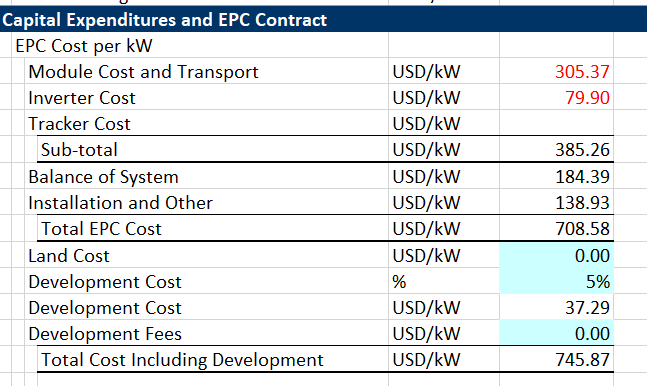 Capital Expenditures and EPC Contract
EPC Cost per kW
Module Cost and Transport USD/kW 305.37
Inverter Cost USD/kW 79.90
Tracker Cost USD/kW
Sub-total USD/kW 385.26
Balance of System USD/kW 184.39
Installation and Other USD/kW 138.93
Total EPC Cost USD/kW 708.58
Land Cost USD/kW 0.00
Development Cost % 5%
Development Cost USD/kW 37.29
Development Fees USD/kW 0.00
Total Cost Including Development USD/kW 745.87